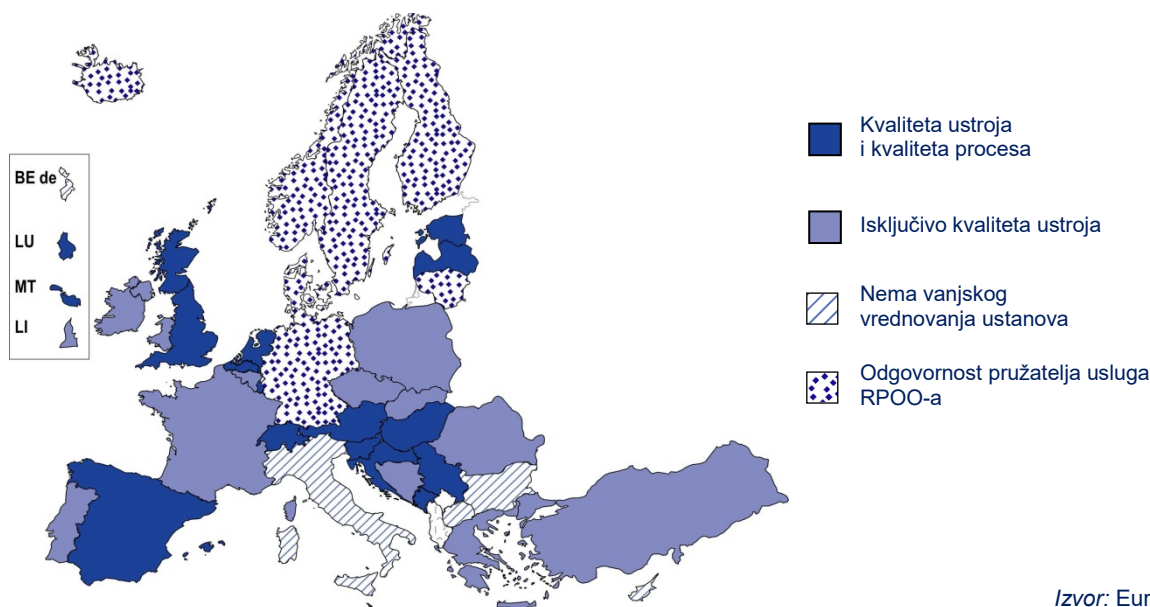 BE de
LU
MT
LI
Kvaliteta ustroja
i kvaliteta procesa
Isključivo kvaliteta ustroja
Nema vanjskog
vrednovanja ustanova
Odgovornost pružatelja usluga
RPOO-a
Izvor: Eur